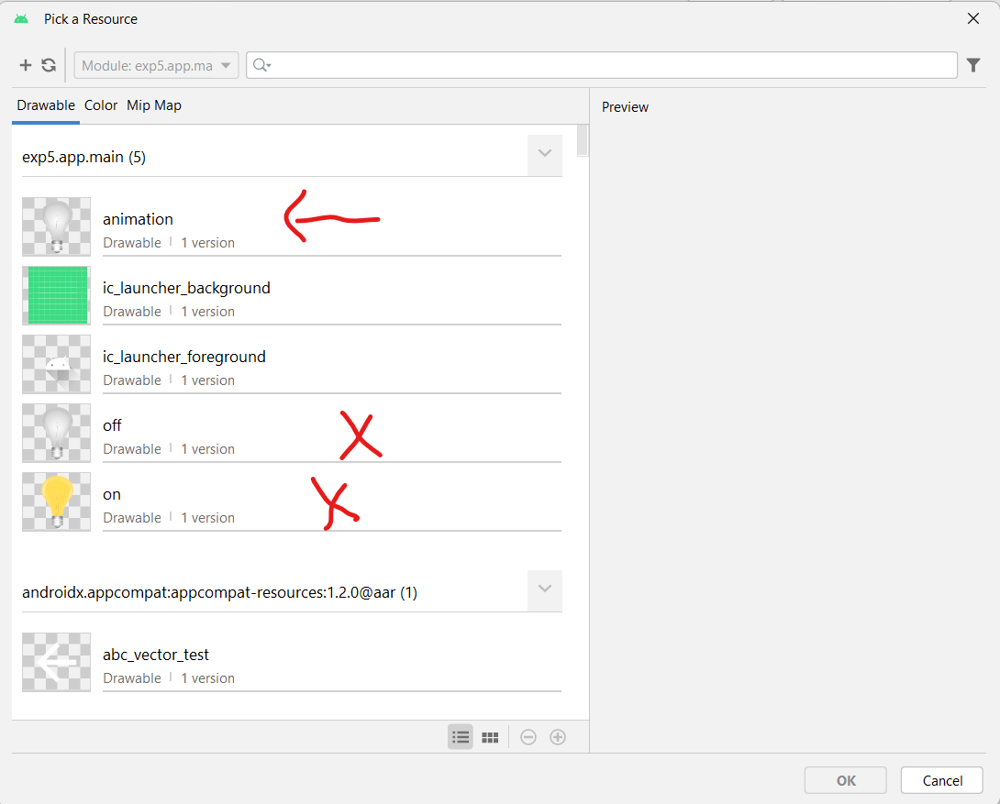 Pick a Resource
Module: exp5.app.ma
Drawable Color Mip Map
Preview
exp5.app.main (5)
animation
Drawable | 1 version
ic_launcher_background
Drawable | 1 version
ic_launcher_foreground
Drawable | 1 version
off
Drawable | 1 version
on
Drawable | 1 version
androidx.appcompat:appcompat-resources:1.2.0@aar (1)
abc_vector_test
Drawable | 1 version
OK Cancel